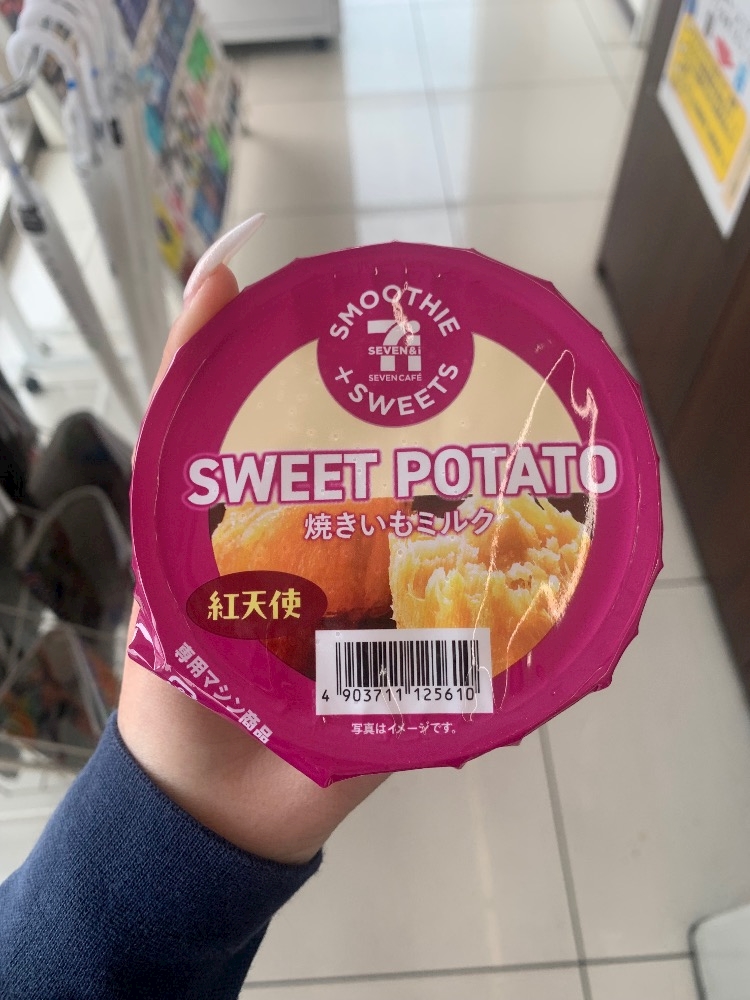 SMOOTHIE
7i
SEVEN&i
SEVEN CAFÉ
+SWEETS
SWEET POTATO
焼きいもミルク
紅天使
4 903711 125610
専用マシン商品
写真はイメージです。